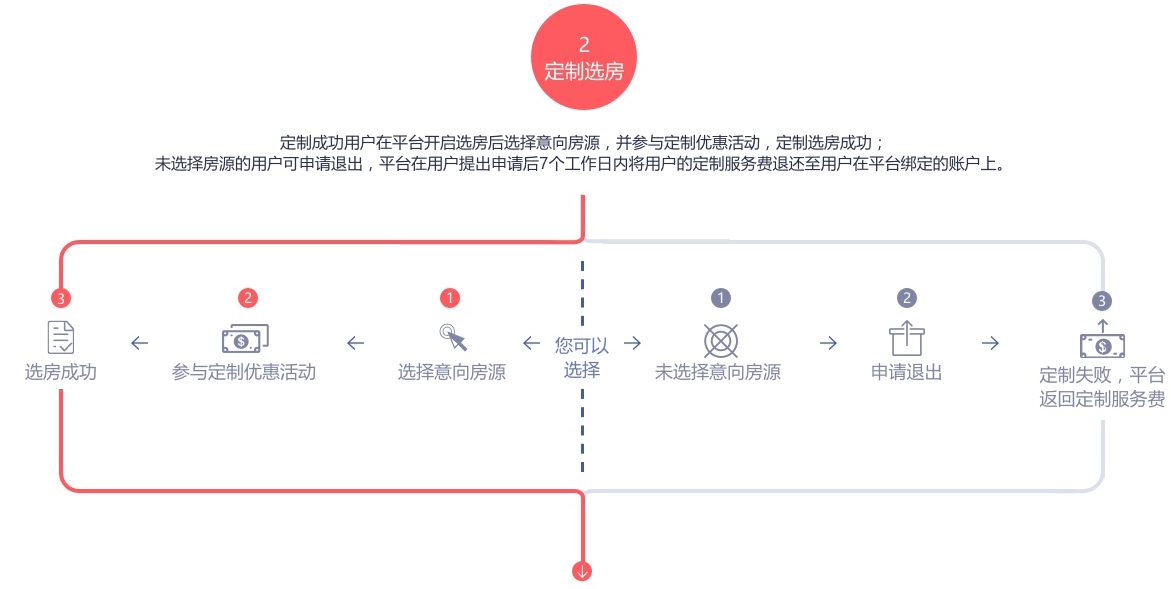 2
定制选房
定制成功用户在平台开启选房后选择意向房源，并参与定制优惠活动，定制选房成功；
未选择房源的用户可申请退出，平台在用户提出申请后7个工作日内将用户的定制服务费退还至用户在平台绑定的账户上。
3
选房成功
2
参与定制优惠活动
1
选择意向房源
您可以
选择
1
未选择意向房源
2
申请退出
3
定制失败，平台
返回定制服务费